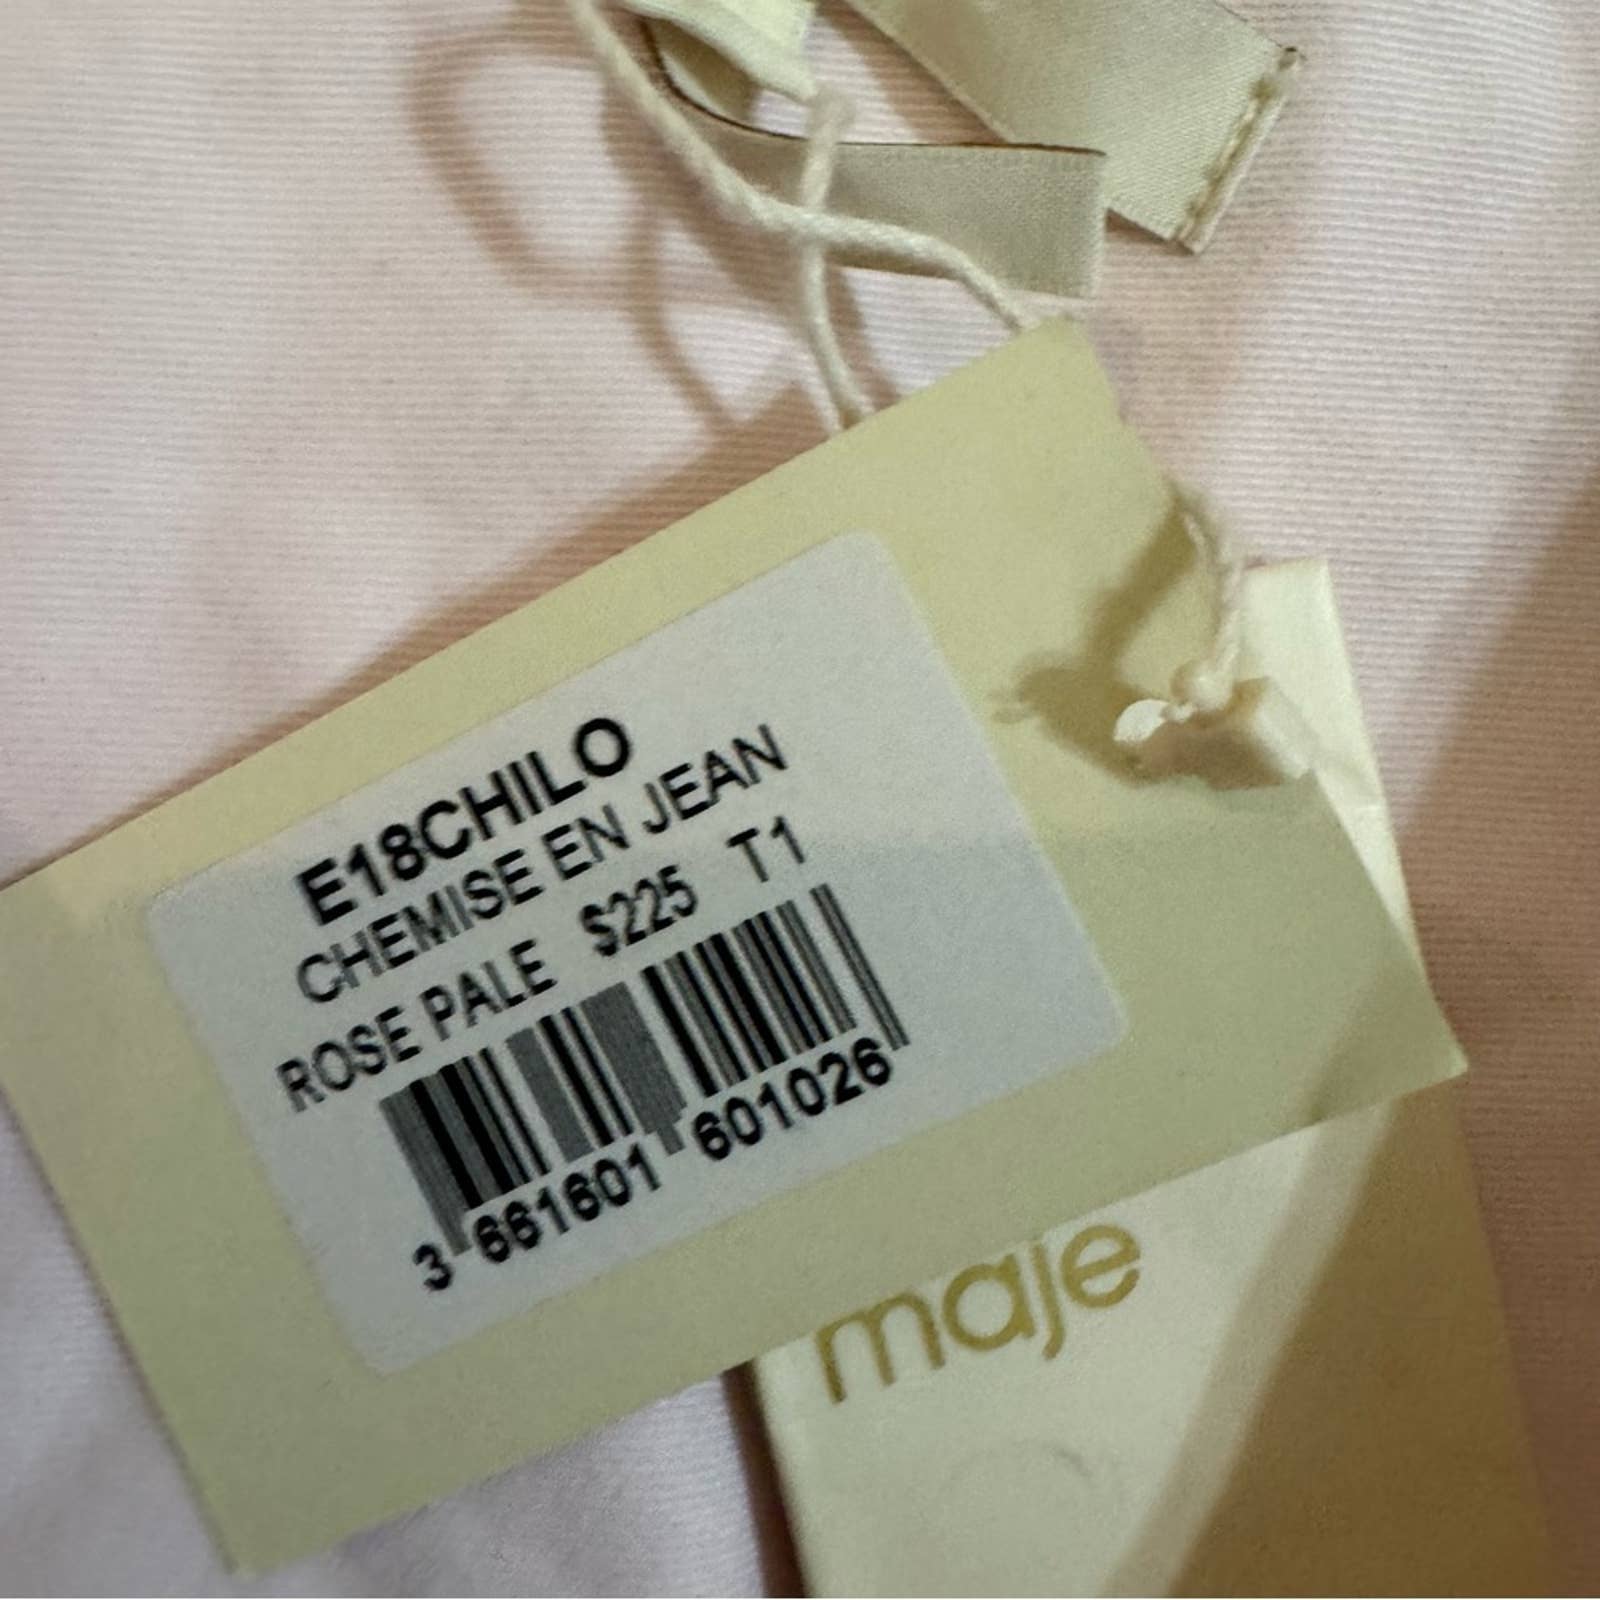 E18CHILO
CHEMISE EN JEAN
ROSE PALE $225 T1
3 661601 601026
maje